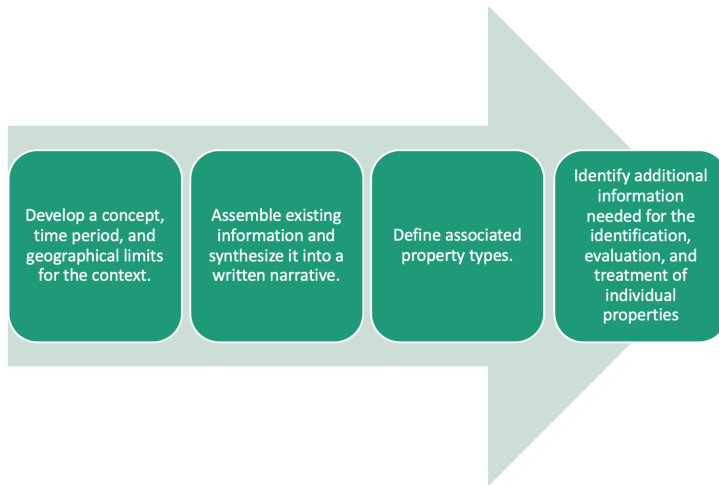 Develop a concept,
time period, and
geographical limits
for the context.
Assemble existing
information and
synthesize it into a
written narrative.
Define associated
property types.
Identify additional
information
needed for the
identification,
evaluation, and
treatment of
individual
properties